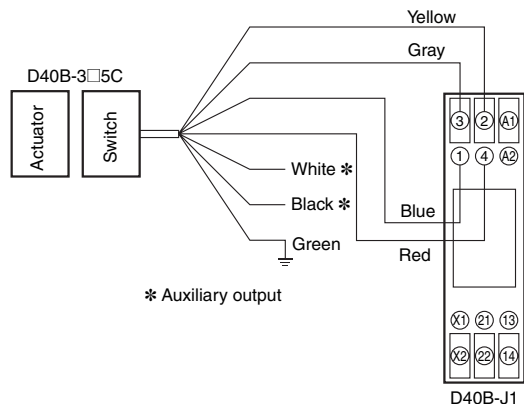 Yellow
Gray
D40B-3□5C
Actuator
Switch
3 2 A1
1 4 A2
White ✻
Black ✻
Blue
Green
Red
✻ Auxiliary output
X1 21 13
X2 22 14
D40B-J1